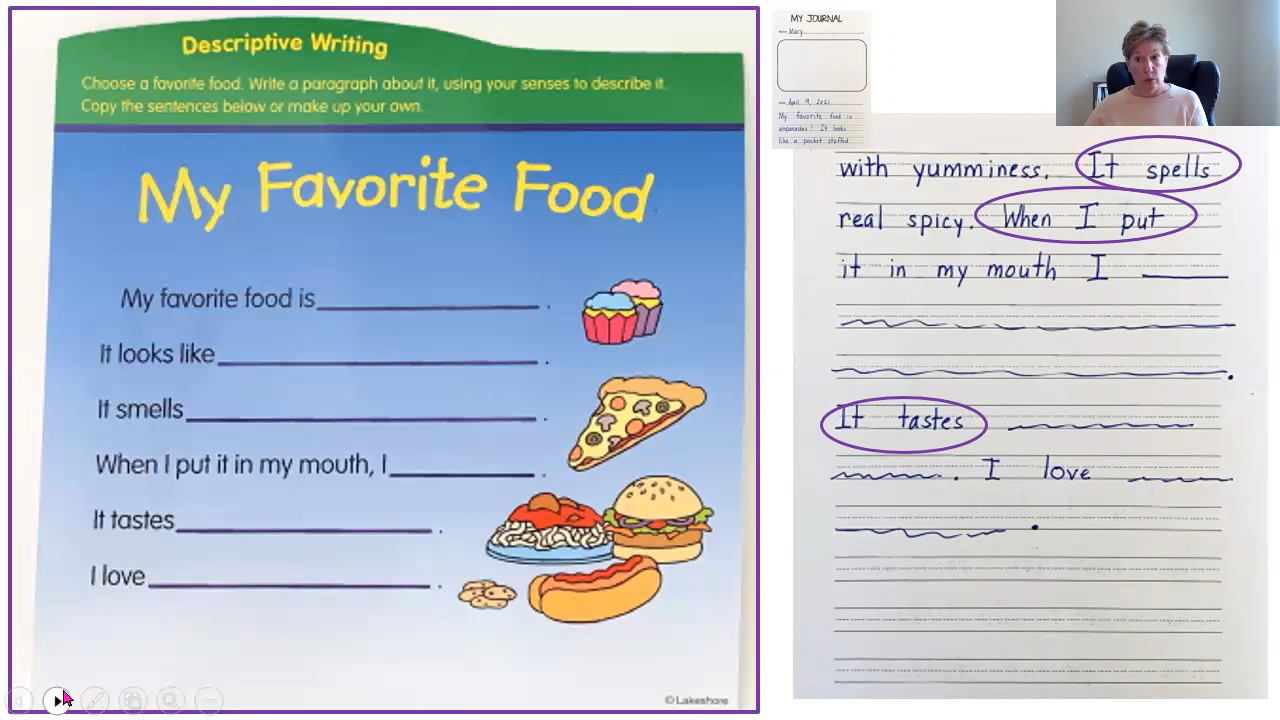 Descriptive Writing
Choose a favorite food. Write a paragraph about it, using your senses to describe it.
Copy the sentences below or make up your own.
My Favorite Food
My favorite food is .
It looks like .
It smells .
When I put it in my mouth, I .
It tastes .
I love .
© Lakeshore
MY JOURNAL
Mary
April 9, 2021
My favorite food is
empanadas! It looks
like a pocket stuffed
with yumminess. It spells
real spicy. When I put
it in my mouth I
.
It tastes
. I love
.